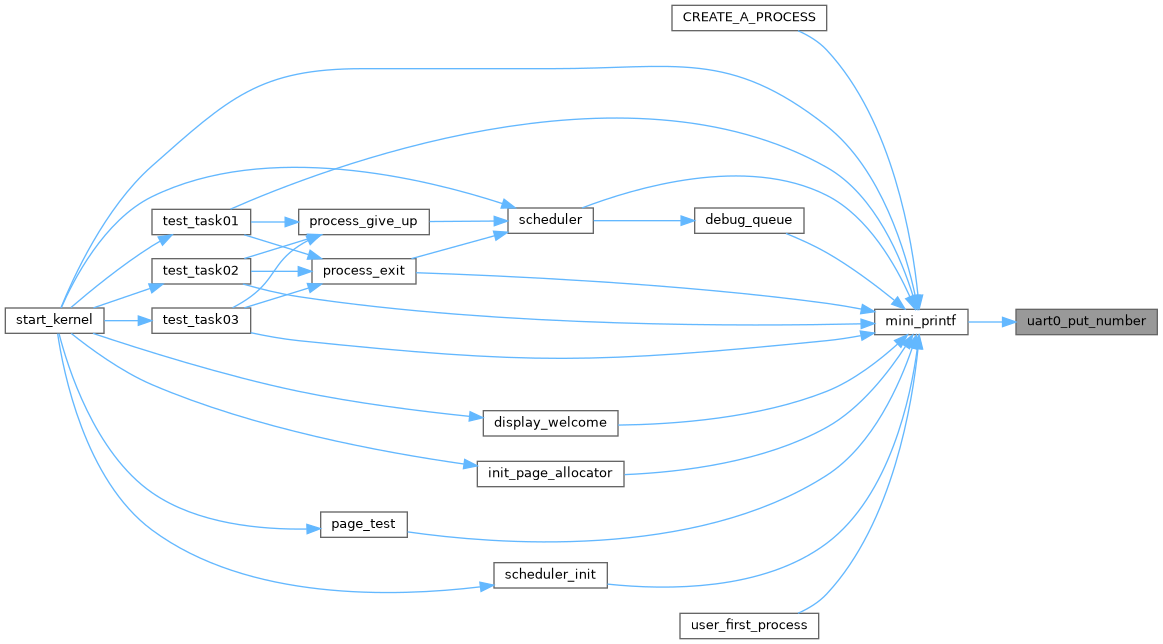 CREATE_A_PROCESS
test_task01
process_give_up
scheduler
debug_queue
test_task02
process_exit
start_kernel
test_task03
mini_printf
uart0_put_number
display_welcome
init_page_allocator
page_test
scheduler_init
user_first_process